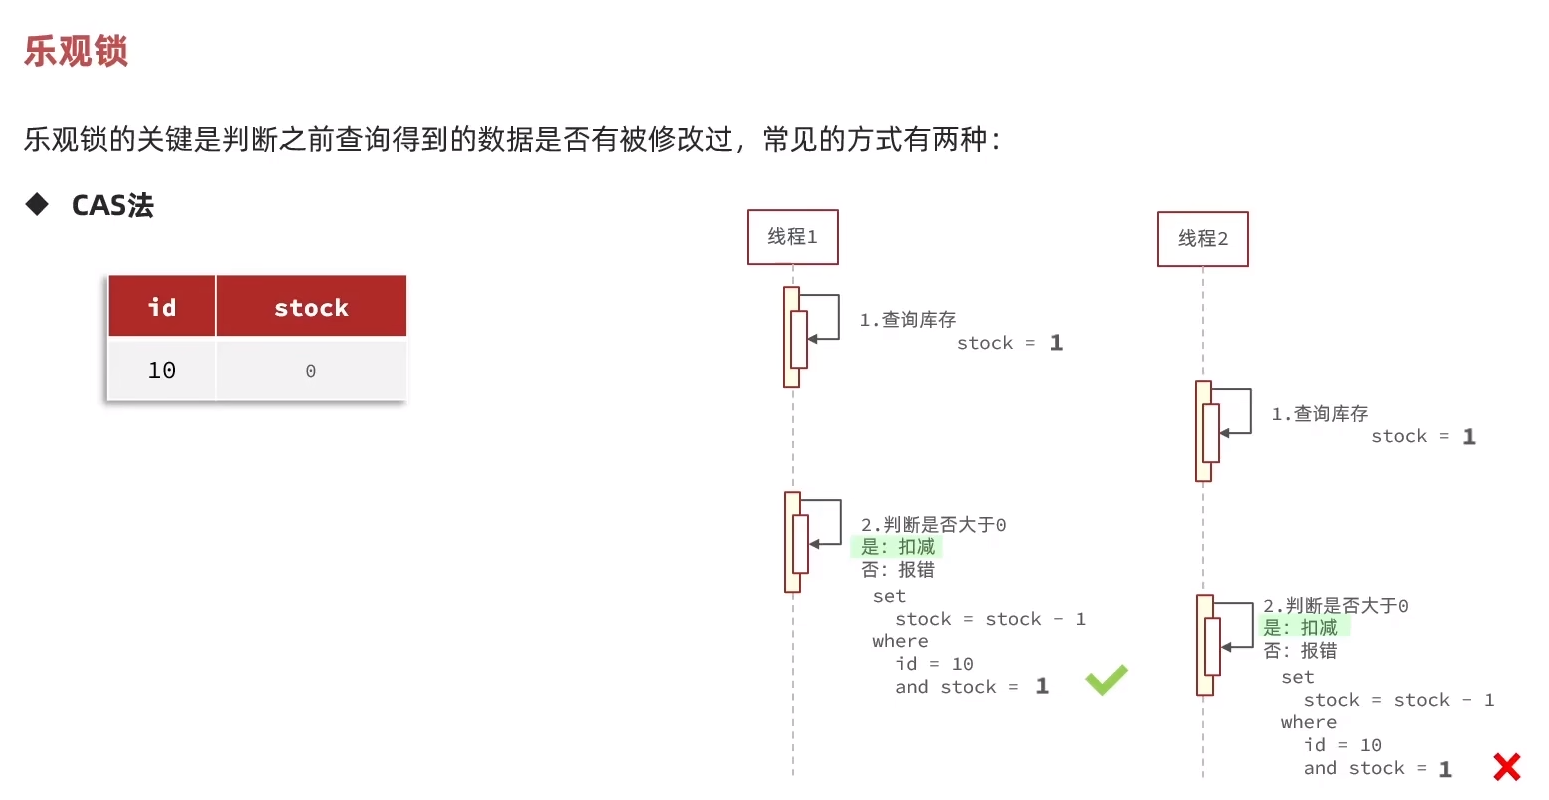 乐观锁
乐观锁的关键是判断之前查询得到的数据是否有被修改过，常见的方式有两种：
CAS法
id stock
10 0
线程1
1.查询库存
stock = 1
2.判断是否大于0
是：扣减
否：报错
set
stock = stock - 1
where
id = 10
and stock = 1
线程2
1.查询库存
stock = 1
2.判断是否大于0
是：扣减
否：报错
set
stock = stock - 1
where
id = 10
and stock = 1